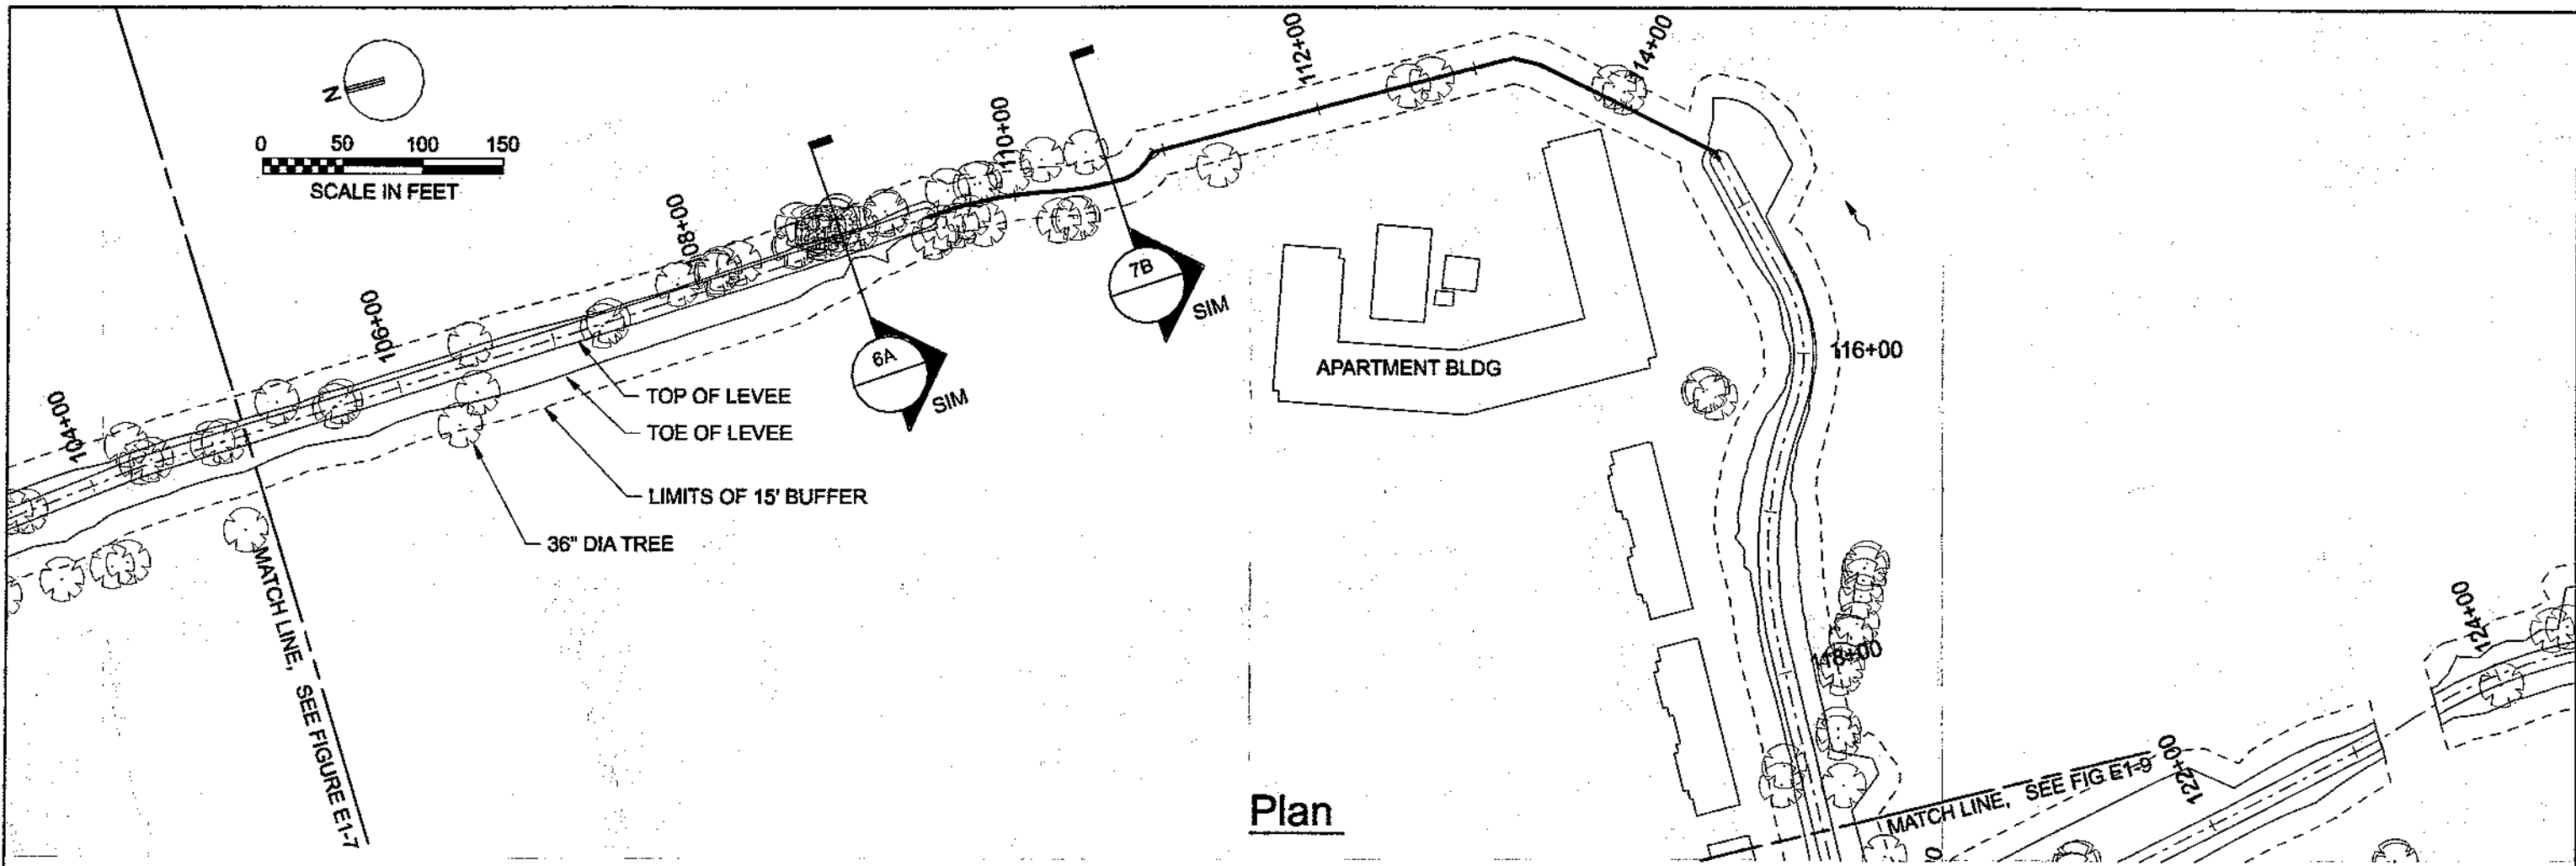 N
0 50 100 150
SCALE IN FEET
104+00
106+00
108+00
110+00
112+00
114+00
116+00
118+00
122+00
124+00
6A
SIM
7B
SIM
APARTMENT BLDG
TOP OF LEVEE
TOE OF LEVEE
LIMITS OF 15' BUFFER
36" DIA TREE
MATCH LINE, SEE FIGURE E1-7
MATCH LINE, SEE FIG E1-9
Plan